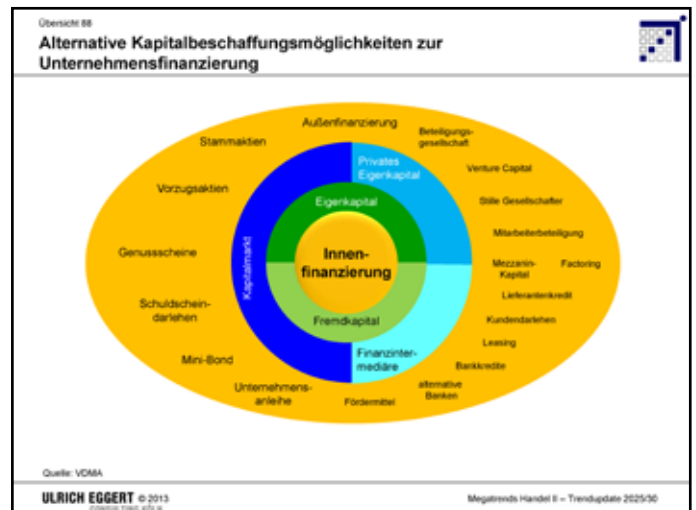 Übersicht 88
Alternative Kapitalbeschaffungsmöglichkeiten zur
Unternehmensfinanzierung
Außenfinanzierung
Stammaktien
Beteiligungs-
gesellschaft
Privates
Eigenkapital
Venture Capital
Vorzugsaktien
Eigenkapital
Stille Gesellschafter
Mitarbeiterbeteiligung
Genussscheine
Kapitalmarkt
Innen-
finanzierung
Mezzanin-
Kapital
Factoring
Lieferantenkredit
Schuldschein-
darlehen
Fremdkapital
Kundendarlehen
Leasing
Mini-Bond
Finanzinter-
mediäre
Bankkredite
Unternehmens-
anleihe
Fördermittel
alternative
Banken
Quelle: VDMA
ULRICH EGGERT © 2013
CONSULTING KÖLN
Megatrends Handel II – Trendupdate 2025/30